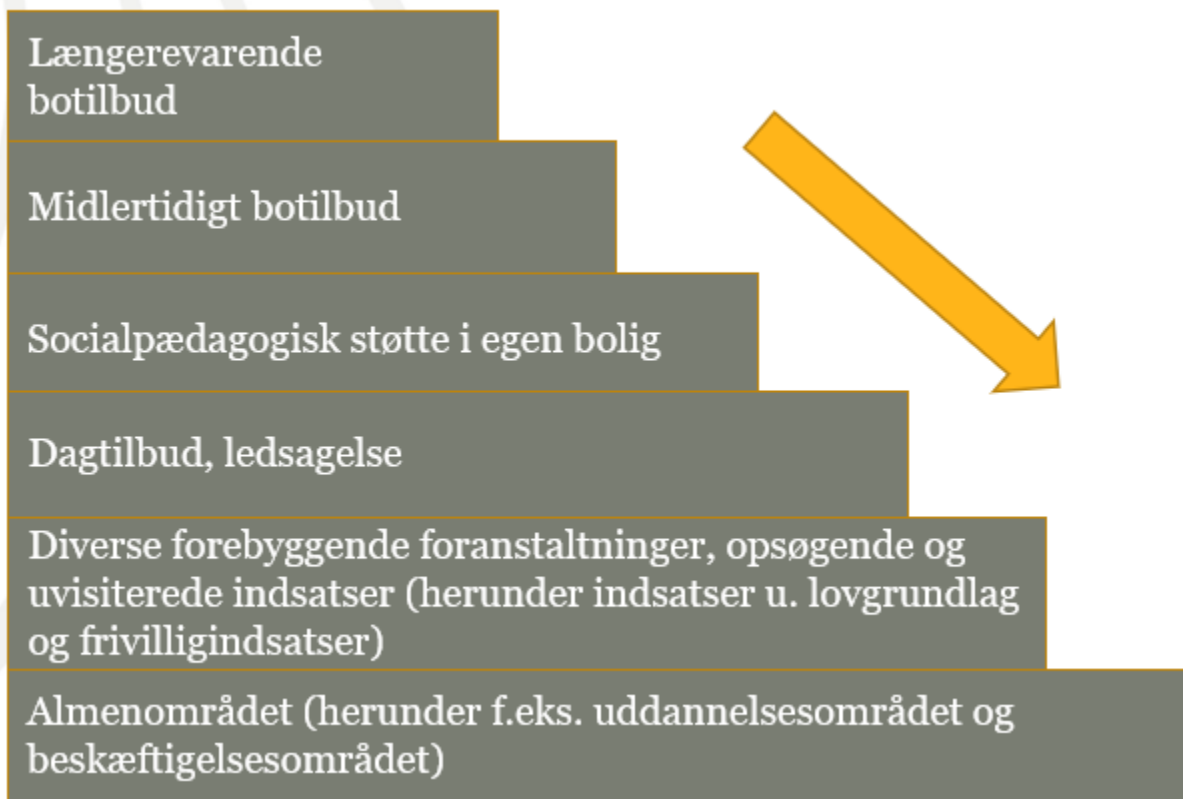 Længerevarende
botilbud
Midlertidigt botilbud
Socialpædagogisk støtte i egen bolig
Dagtilbud, ledsagelse
Diverse forebyggende foranstaltninger, opsøgende og
uvisiterede indsatser (herunder indsatser u. lovgrundlag
og frivilligindsatser)
Almenområdet (herunder f.eks. uddannelsesområdet og
beskæftigelsesområdet)